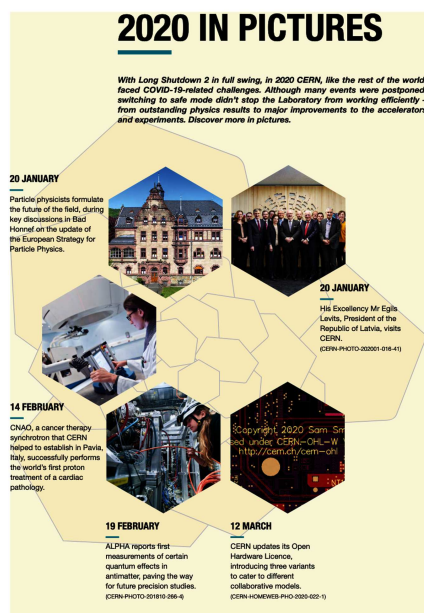 2020 IN PICTURES
With Long Shutdown 2 in full swing, in 2020 CERN, like the rest of the world
faced COVID-19-related challenges. Although many events were postponed
switching to safe mode didn't stop the Laboratory from working efficiently -
from outstanding physics results to major improvements to the accelerators
and experiments. Discover more in pictures.
20 JANUARY
Particle physicists formulate
the future of the field, during
key discussions in Bad
Honnef on the update of
the European Strategy for
Particle Physics.
20 JANUARY
His Excellency Mr Egils
Levits, President of the
Republic of Latvia, visits
CERN.
(CERN-PHOTO-202001-016-41)
14 FEBRUARY
CNAO, a cancer therapy
synchrotron that CERN
helped to establish in Pavia,
Italy, successfully performs
the world's first proton
treatment of a cardiac
pathology.
Copyright 2020 Sam Sm
sed under CERN-OHL-W
http://cern.ch/cern-ohl
19 FEBRUARY
ALPHA reports first
measurements of certain
quantum effects in
antimatter, paving the way
for future precision studies.
(CERN-PHOTO-201810-266-4)
12 MARCH
CERN updates its Open
Hardware Licence,
introducing three variants
to cater to different
collaborative models.
(CERN-HOMEWEB-PHO-2020-022-1)